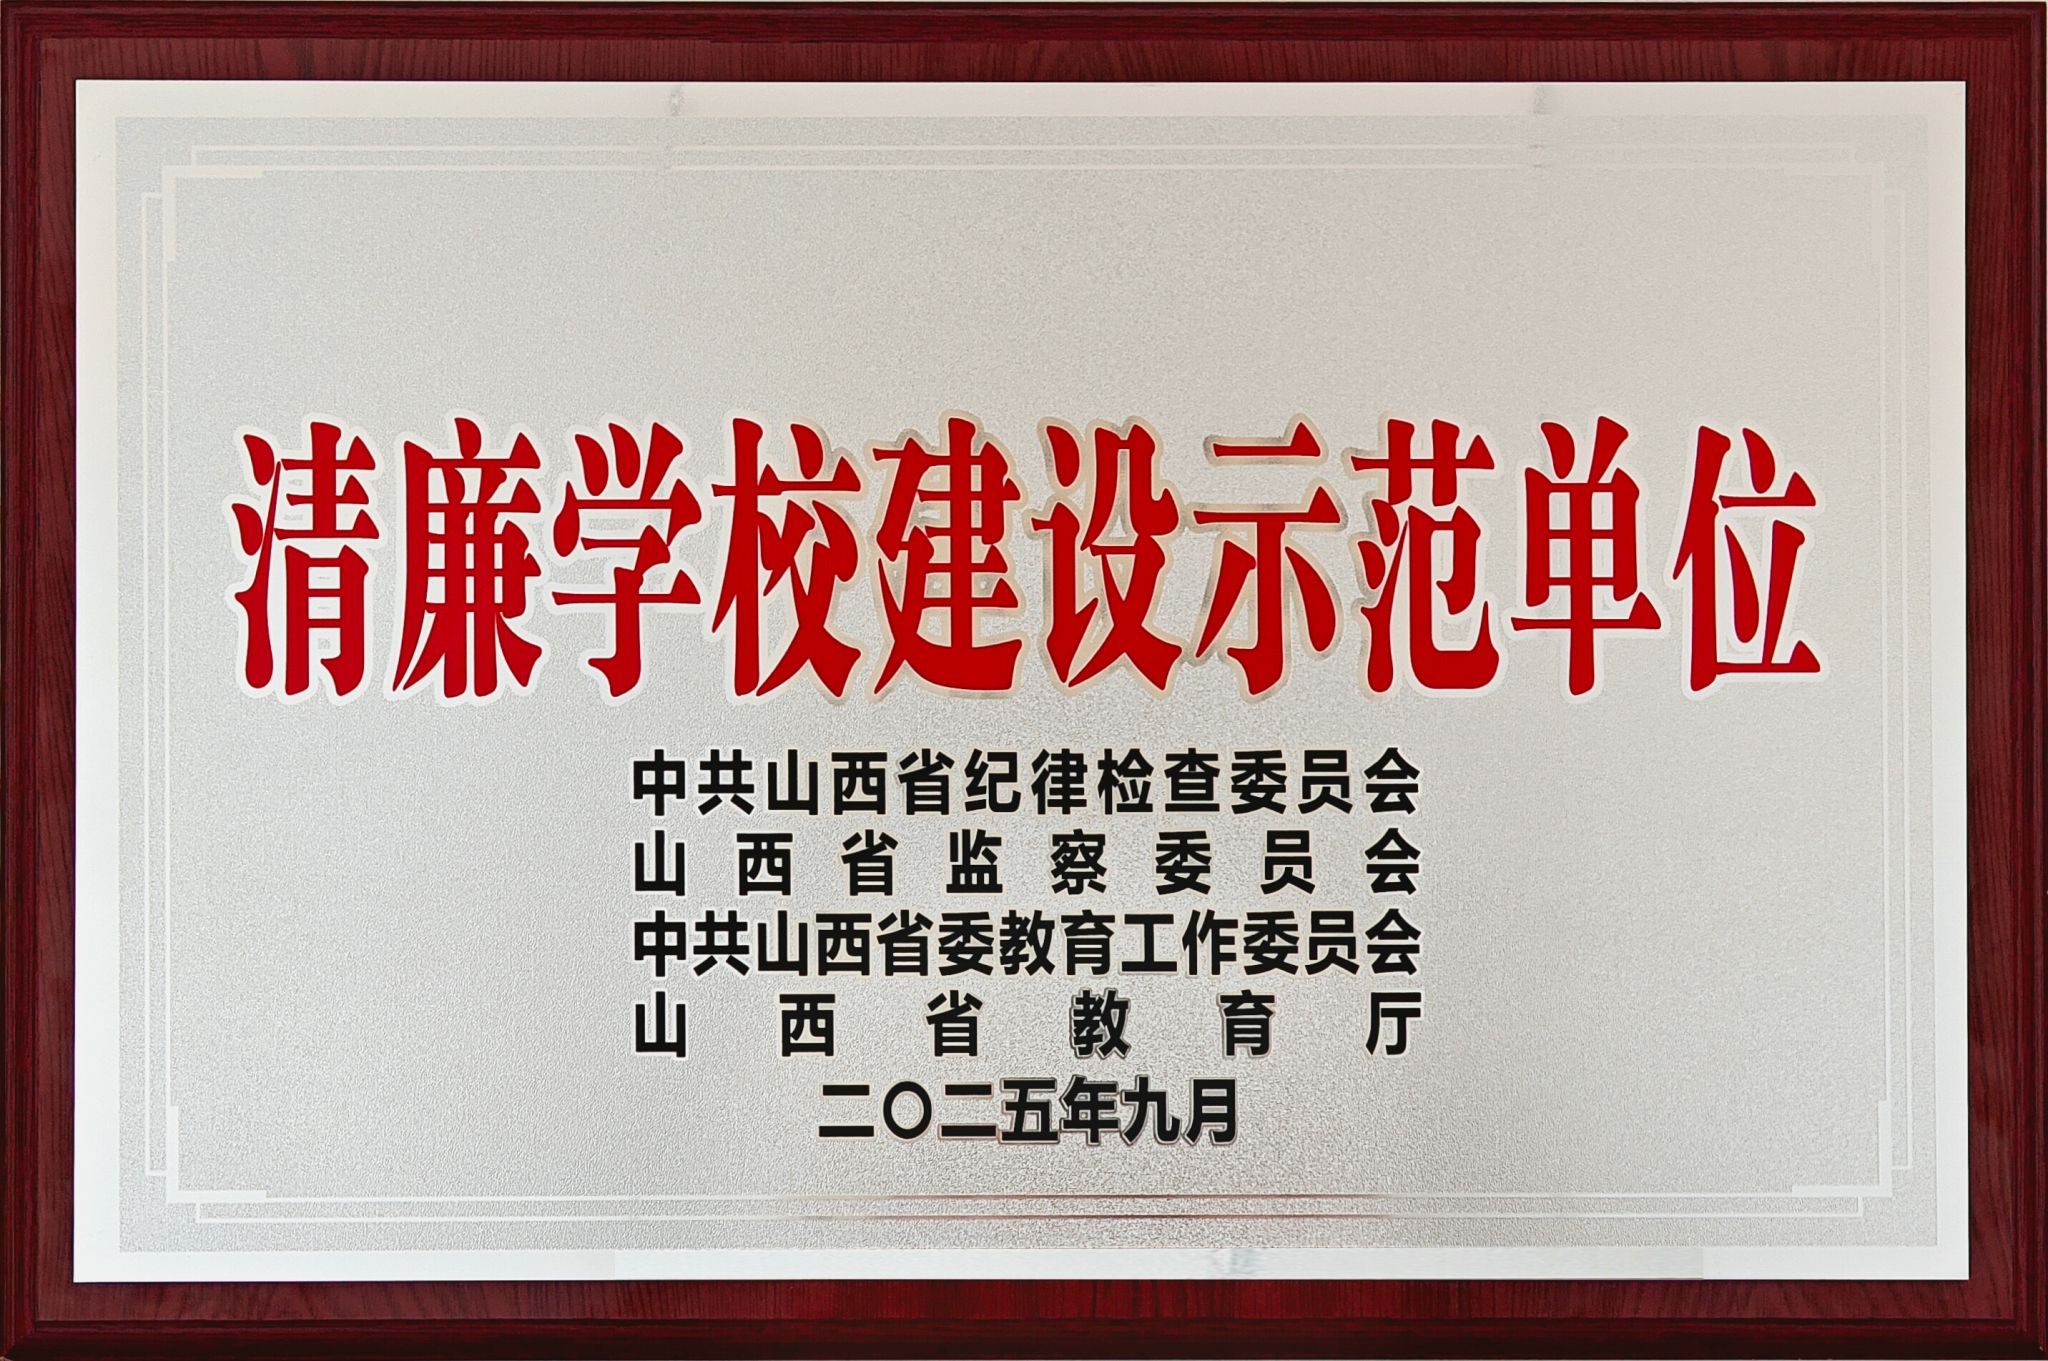 清廉学校建设示范单位
中共山西省纪律检查委员会
山西省监察委员会
中共山西省委教育工作委员会
山西省教育厅
二〇二五年九月